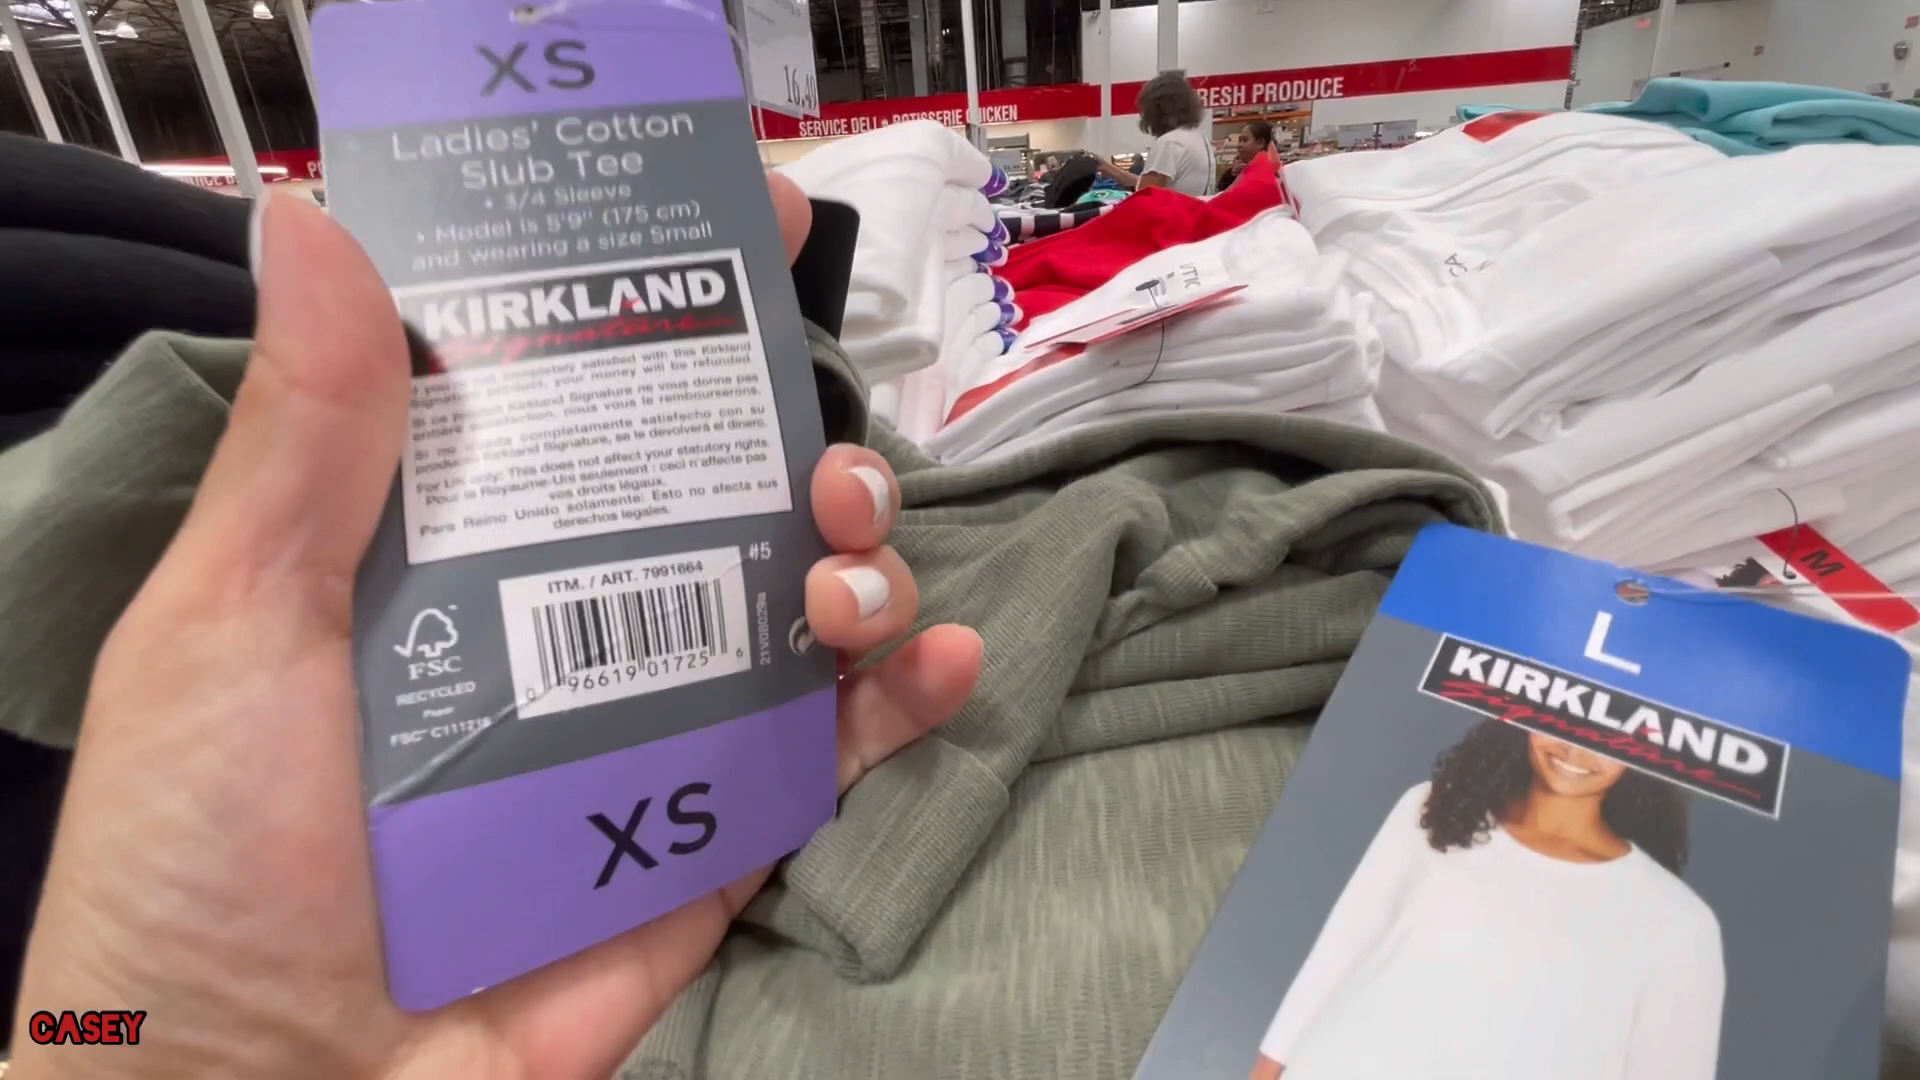 XS
Ladies' Cotton
Slub Tee
• 3/4 Sleeve
• Model is 5'9" (175 cm)
and wearing a size Small
KIRKLAND
Signature
you're not completely satisfied with this Kirkland
Signature product, your money will be refunded.
Si ce produit Kirkland Signature ne vous donne pas
entière satisfaction, nous vous le rembourserons.
Si no queda completamente satisfecho con su
producto Kirkland Signature, se le devolverá el dinero.
For UK only: This does not affect your statutory rights.
Pour le Royaume-Uni seulement : ceci n'affecte pas
vos droits légaux.
Para Reino Unido solamente: Esto no afecta sus
derechos legales.
#5
ITM. / ART. 7991664
0 96619 01725 6
21V08029a
FSC
RECYCLED
Paper
XS
16.49
SERVICE DELI • ROTISSERIE CHICKEN
FRESH PRODUCE
M
L
KIRKLAND
Signature
CASEY